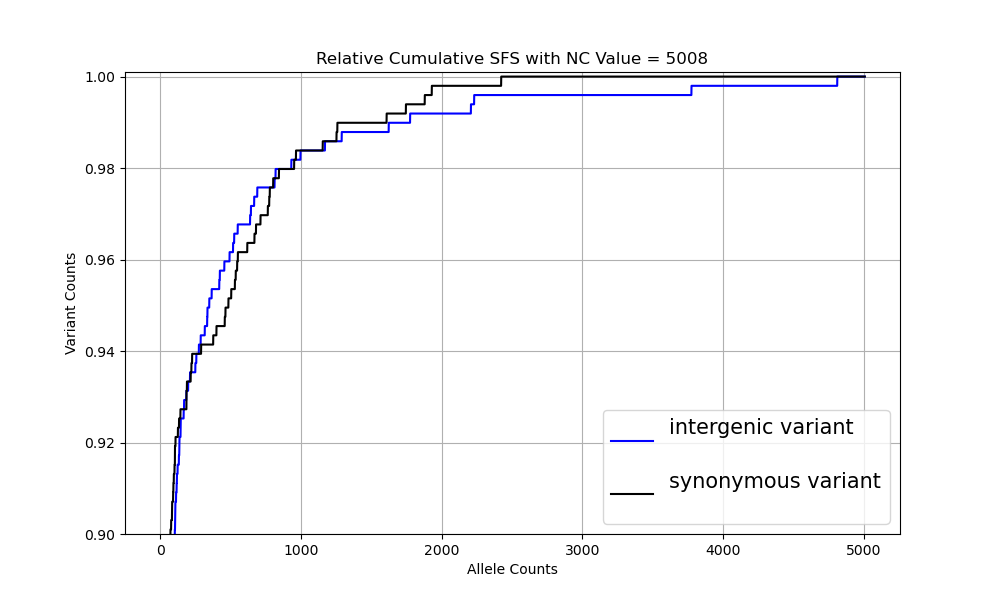 Relative Cumulative SFS with NC Value = 5008
1.00
0.98
0.96
0.94
0.92
0.90
Variant Counts
intergenic variant
synonymous variant
0
1000
2000
3000
4000
5000
Allele Counts